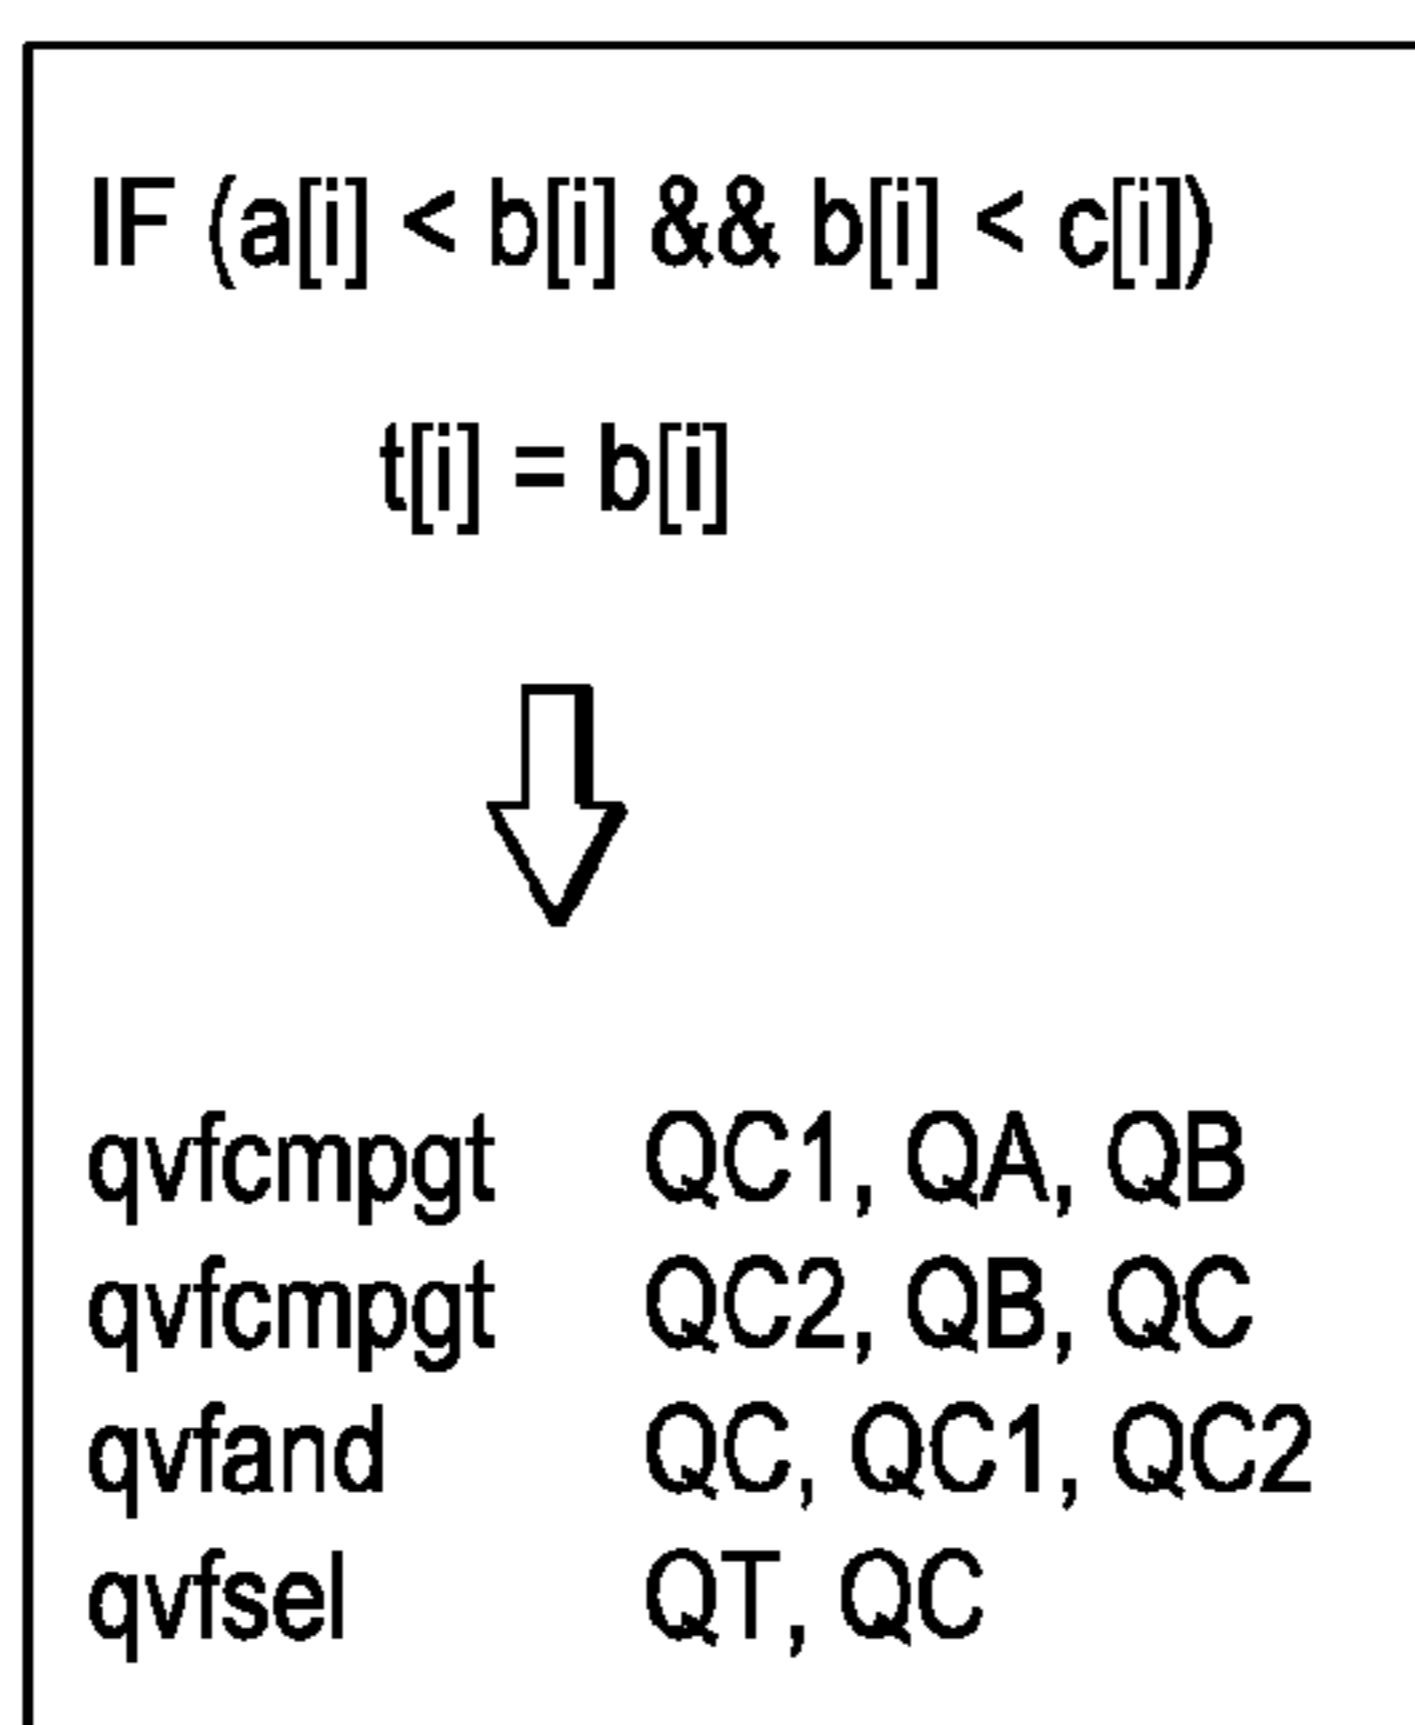 IF (a[i] < b[i] && b[i] < c[i])
t[i] = b[i]
qvfcmpgt QC1, QA, QB
qvfcmpgt QC2, QB, QC
qvfand QC, QC1, QC2
qvfsel QT, QC